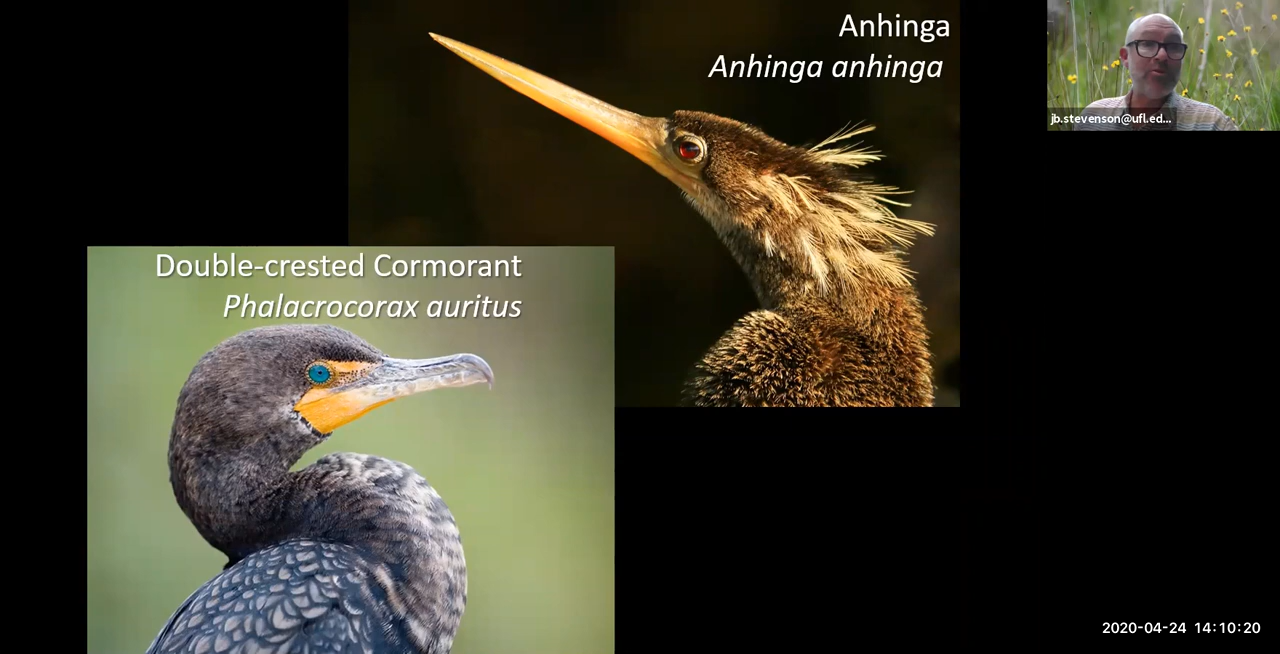 Anhinga
Anhinga anhinga
jb.stevenson@ufl.ed...
Double-crested Cormorant
Phalacrocorax auritus
2020-04-24 14:10:20